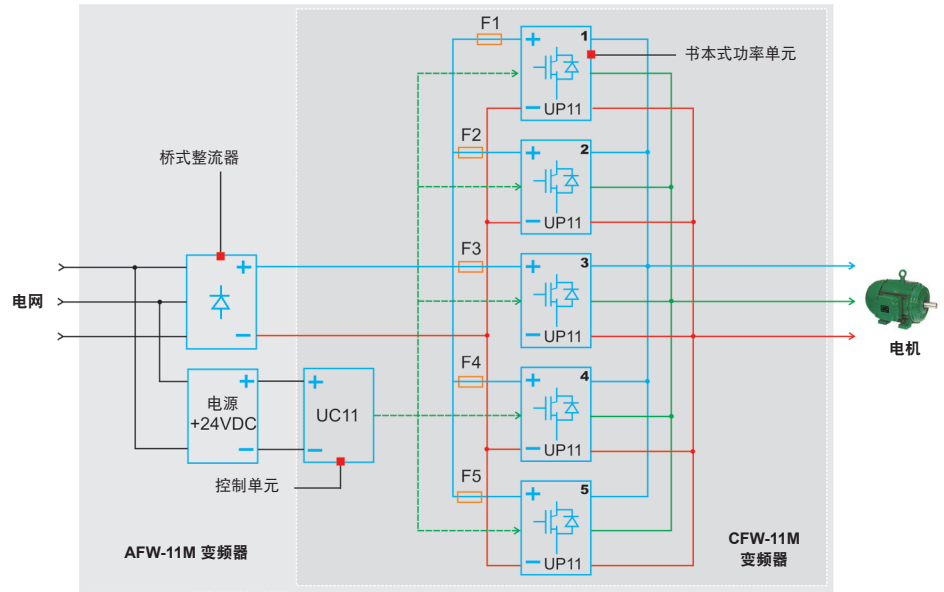 F1
+
1
书本式功率单元
−
UP11
F2
+
2
−
UP11
桥式整流器
F3
+
3
−
UP11
+
−
电网
电机
F4
+
4
−
UP11
电源
+24VDC
+
−
+
UC11
−
控制单元
F5
+
5
−
UP11
AFW-11M 变频器
CFW-11M
变频器